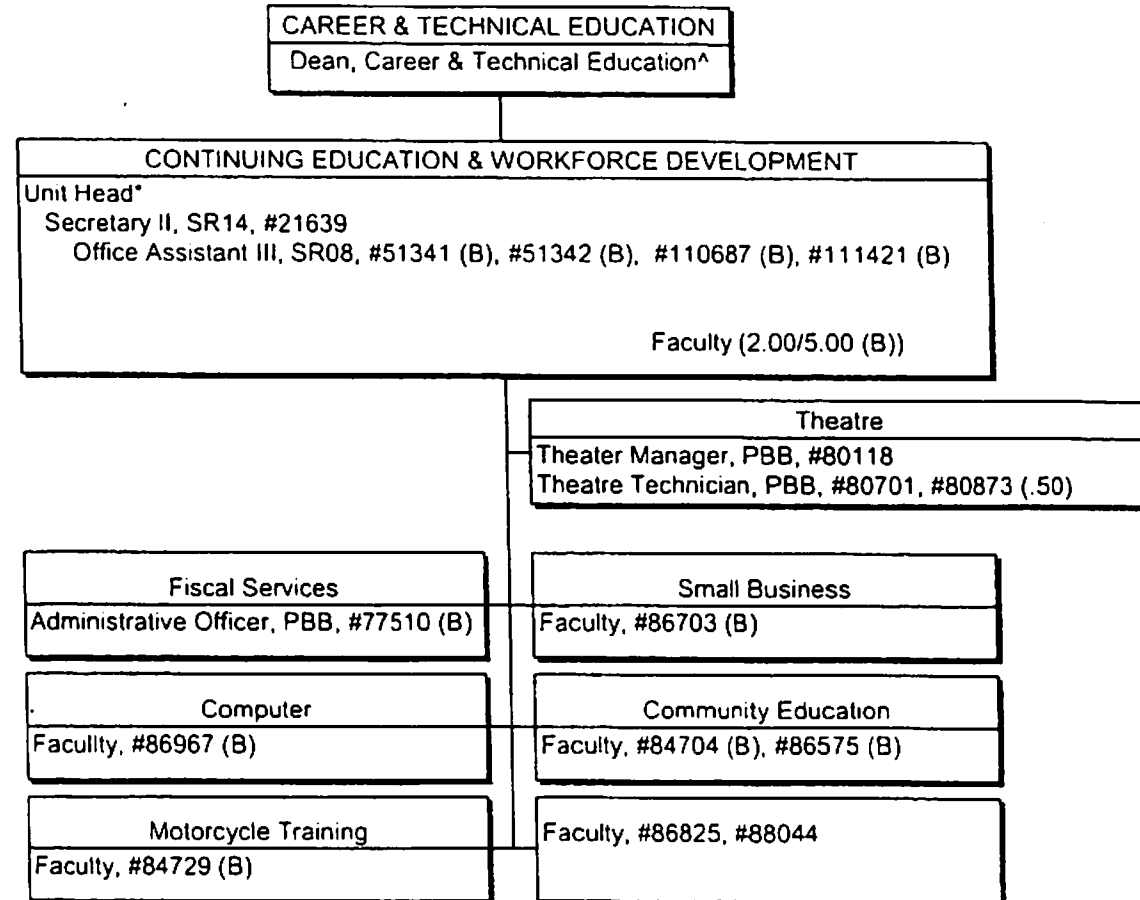 CAREER & TECHNICAL EDUCATION
Dean, Career & Technical Education^
CONTINUING EDUCATION & WORKFORCE DEVELOPMENT
Unit Head*
Secretary II, SR14, #21639
Office Assistant III, SR08, #51341 (B), #51342 (B), #110687 (B), #111421 (B)
Faculty (2.00/5.00 (B))
Theatre
Theater Manager, PBB, #80118
Theatre Technician, PBB, #80701, #80873 (.50)
Fiscal Services
Administrative Officer, PBB, #77510 (B)
Small Business
Faculty, #86703 (B)
Computer
Facullty, #86967 (B)
Community Education
Faculty, #84704 (B), #86575 (B)
Motorcycle Training
Faculty, #84729 (B)
Faculty, #86825, #88044